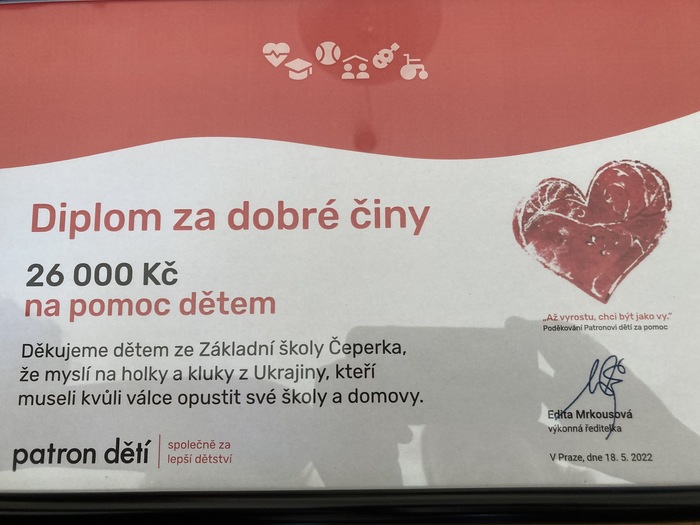 Diplom za dobré činy
26 000 Kč
na pomoc dětem
Děkujeme dětem ze Základní školy Čeperka,
že myslí na holky a kluky z Ukrajiny, kteří
museli kvůli válce opustit své školy a domovy.
patron dětí
společně za
lepší dětství
„Až vyrostu, chci být jako vy.“
Poděkování Patronovi dětí za pomoc
Edita Mrkousová
výkonná ředitelka
V Praze, dne 18. 5. 2022